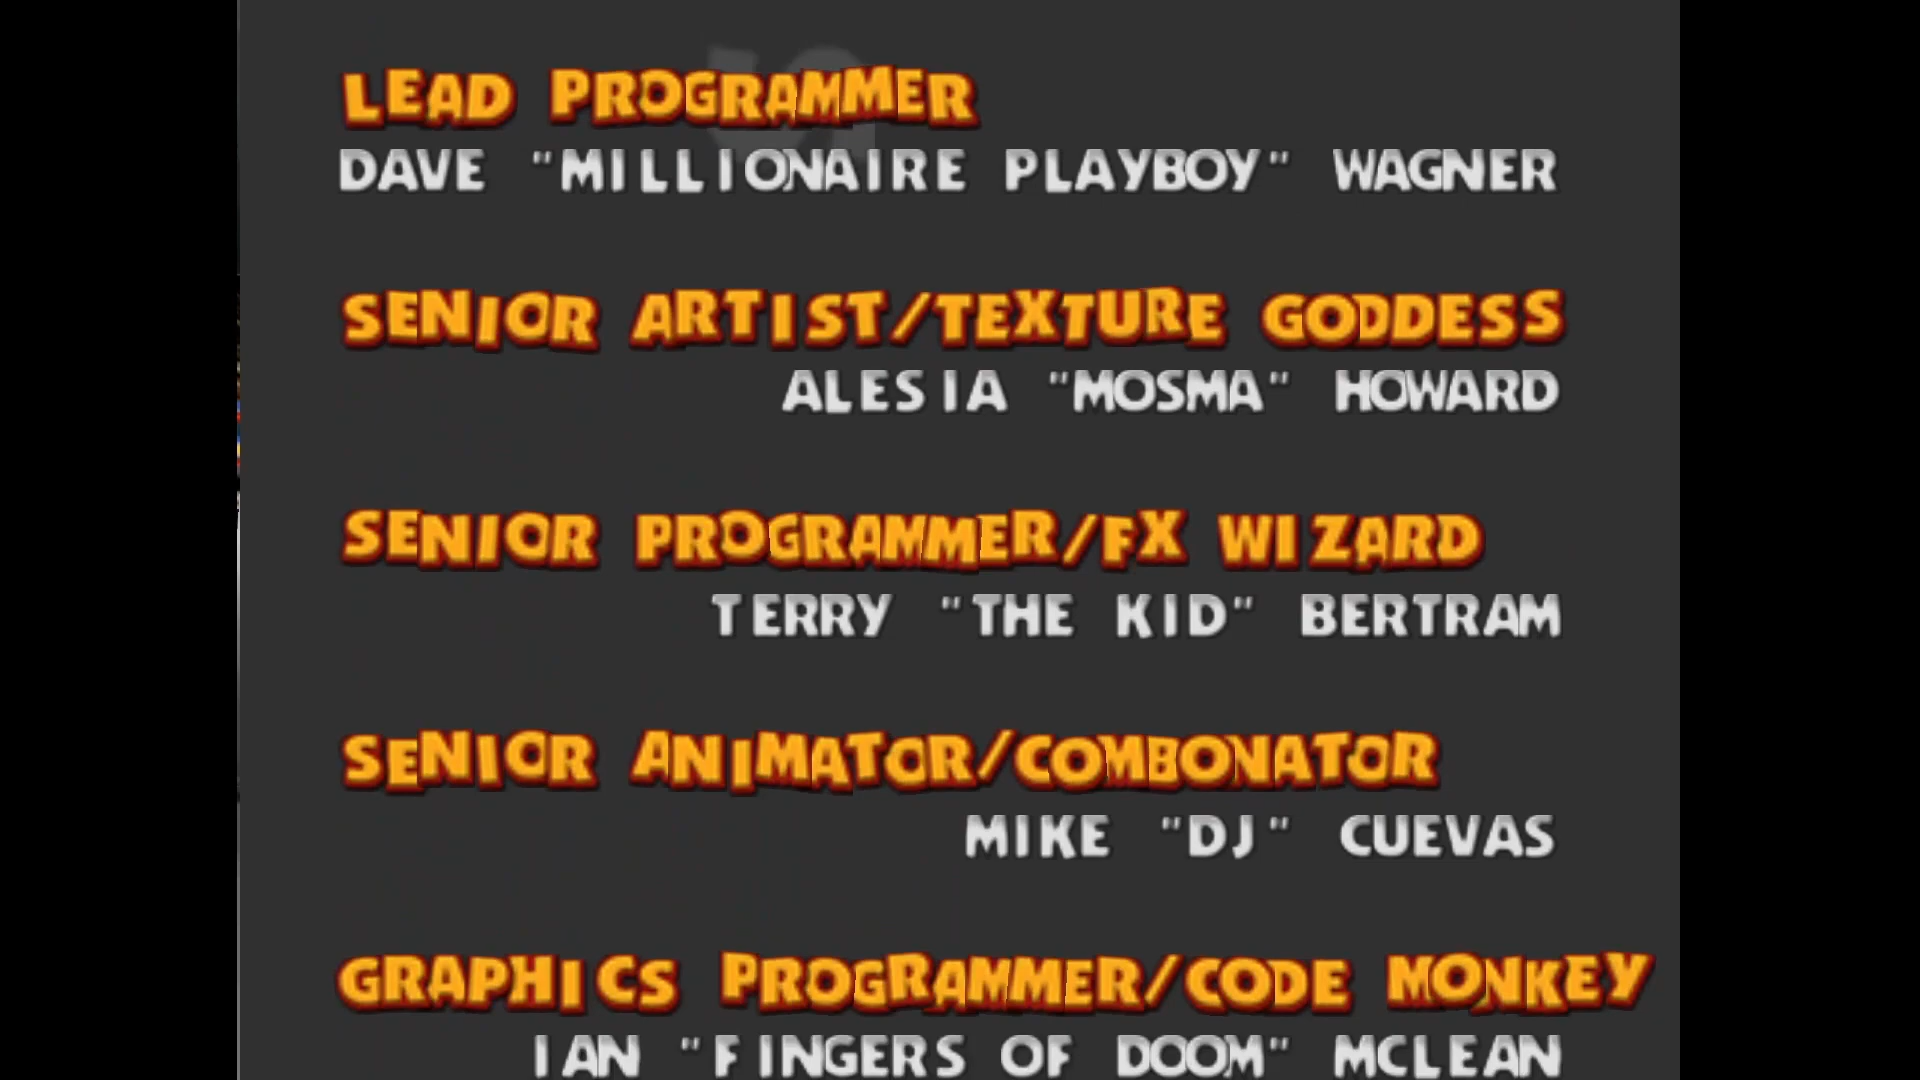 LEAD PROGRAMMER
DAVE "MILLIONAIRE PLAYBOY" WAGNER
SENIOR ARTIST/TEXTURE GODDESS
ALESIA "MOSMA" HOWARD
SENIOR PROGRAMMER/FX WIZARD
TERRY "THE KID" BERTRAM
SENIOR ANIMATOR/COMBONATOR
MIKE "DJ" CUEVAS
GRAPHICS PROGRAMMER/CODE MONKEY
IAN "FINGERS OF DOOM" MCLEAN